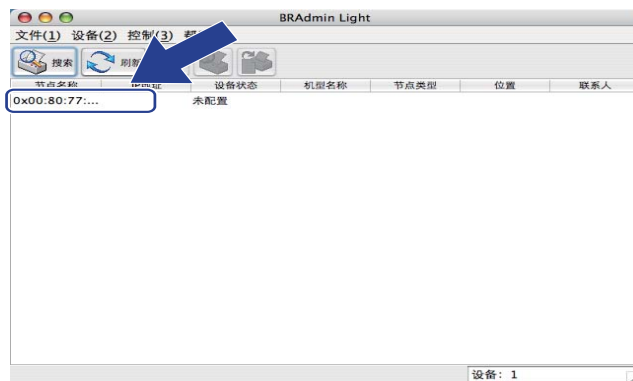 BRAdmin Light
文件(1) 设备(2) 控制(3)
搜索 刷新
节点名称 设备状态 机型名称 节点类型 位置 联系人
0x00:80:77:... 未配置
设备: 1